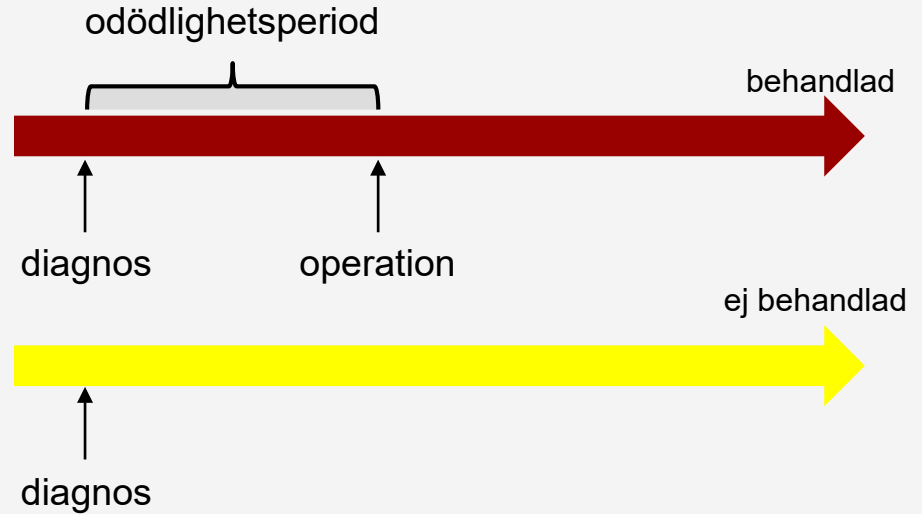 odödlighetsperiod
behandlad
diagnos
operation
ej behandlad
diagnos